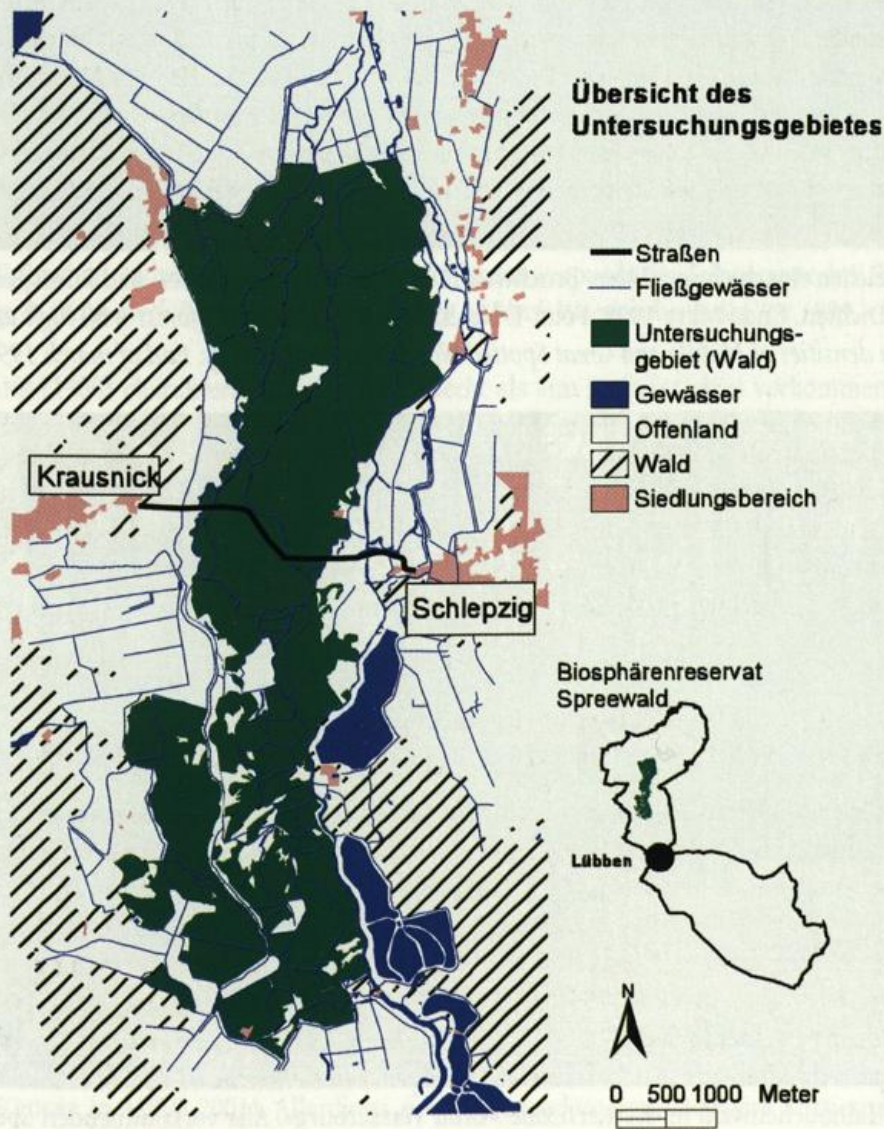 Übersicht des
Untersuchungsgebietes
Straßen
Fließgewässer
Untersuchungs-
gebiet (Wald)
Gewässer
Offenland
Wald
Siedlungsbereich
Krausnick
Schlepzig
Biosphärenreservat
Spreewald
Lübben
N
0 500 1000 Meter